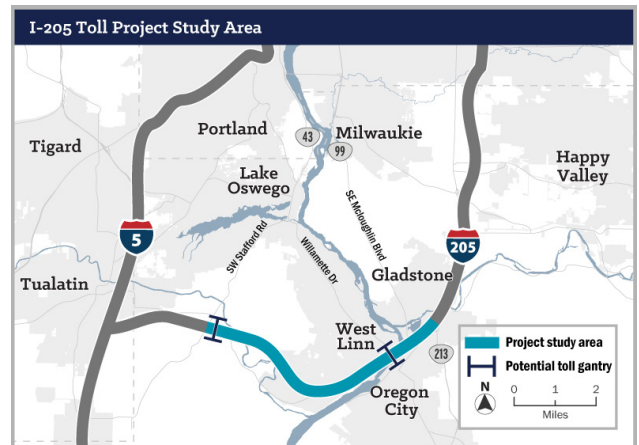 I-205 Toll Project Study Area
Portland
43
Milwaukie
99
Tigard
Happy
Valley
Lake
Oswego
SE Mcloughlin Blvd
5
SW Stafford Rd
Willamette Dr
205
Tualatin
Gladstone
West
Linn
213
Oregon
City
Project study area
Potential toll gantry
N
0 1 2
Miles